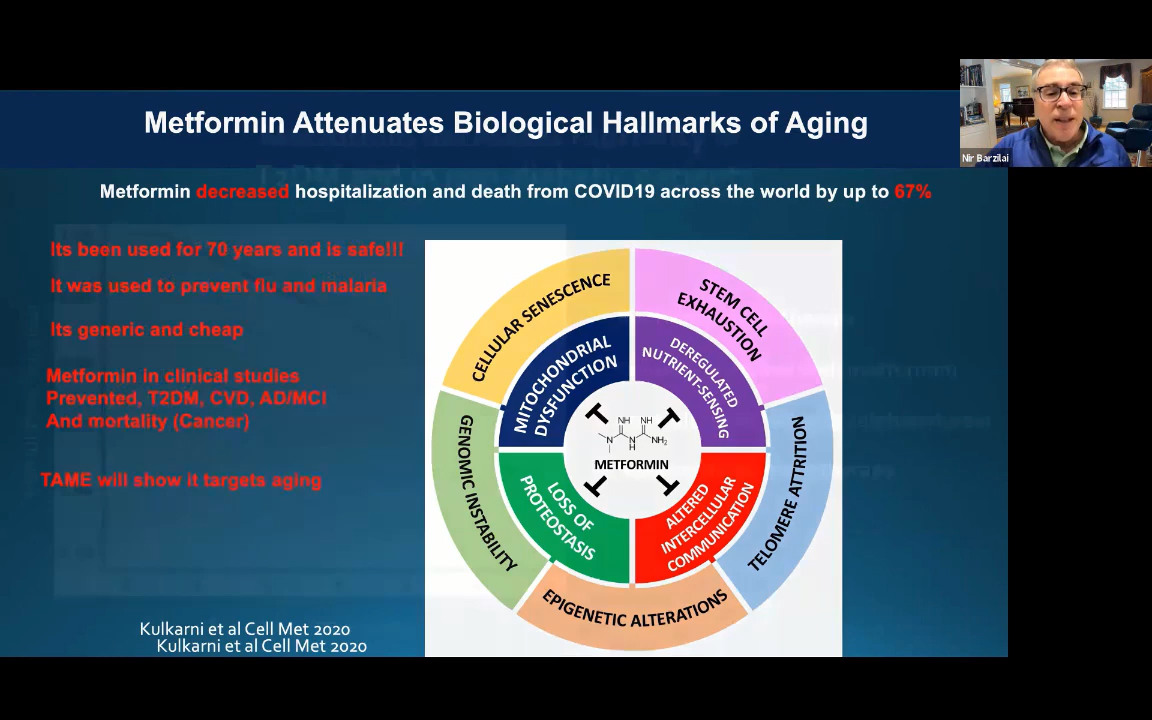 Metformin Attenuates Biological Hallmarks of Aging
Nir Barzilai
Metformin decreased hospitalization and death from COVID19 across the world by up to 67%
Its been used for 70 years and is safe!!!
It was used to prevent flu and malaria
Its generic and cheap
Metformin in clinical studies
Prevented, T2DM, CVD, AD/MCI
And mortality (Cancer)
TAME will show it targets aging
CELLULAR SENESCENCE
STEM CELL
EXHAUSTION
MITOCHONDRIAL
DYSFUNCTION
DEREGULATED
NUTRIENT-SENSING
GENOMIC INSTABILITY
TELOMERE ATTRITION
NH
NH
N
N
H
NH2
METFORMIN
LOSS OF
PROTEOSTASIS
ALTERED
INTERCELLULAR
COMMUNICATION
EPIGENETIC ALTERATIONS
Kulkarni et al Cell Met 2020
Kulkarni et al Cell Met 2020